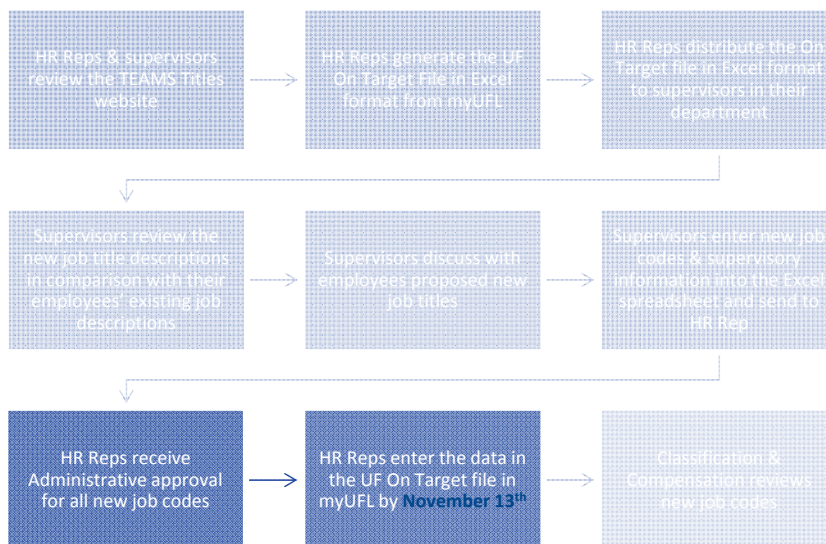 HR Reps & supervisors
review the TEAMS Titles
website
HR Reps generate the UF
On Target File in Excel
format from myUFL
HR Reps distribute the On
Target file in Excel format
to supervisors in their
department
Supervisors review the
new job title descriptions
in comparison with their
employees’ existing job
descriptions
Supervisors discuss with
employees proposed new
job titles
Supervisors enter new job
codes & supervisory
information into the Excel
spreadsheet and send to
HR Rep
HR Reps receive
Administrative approval
for all new job codes
HR Reps enter the data in
the UF On Target file in
myUFL by November 13th
Classification &
Compensation reviews
new job codes